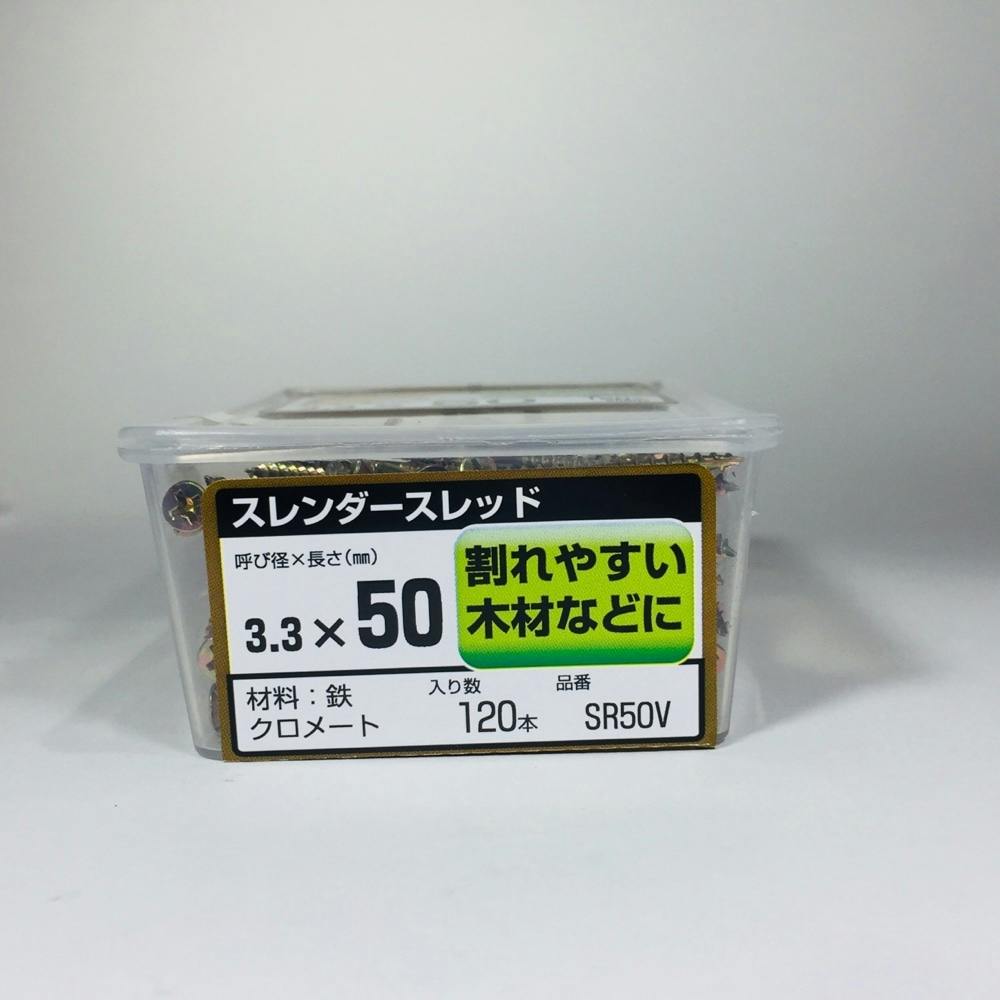 スレンダースレッド
呼び径×長さ(㎜)
3.3×50
割れやすい
木材などに
材料:鉄
クロメート
入り数
120本
品番
SR50V